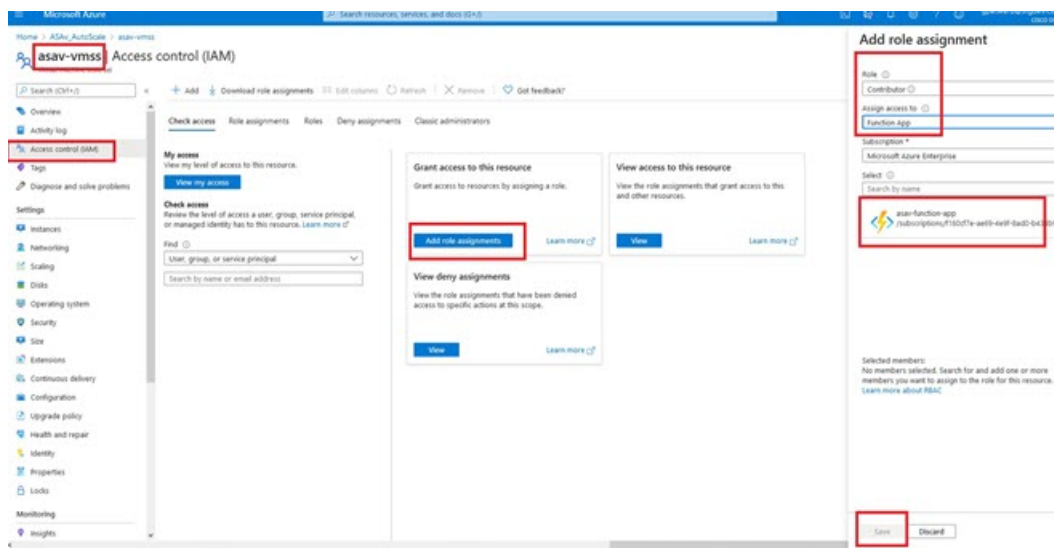 Microsoft Azure
Search resources, services, and docs (G+/)
Home > ASAv_AutoScale > asav-vmss
asav-vmss | Access control (IAM)
Search (Ctrl+/)
Overview
Activity log
Access control (IAM)
Tags
Diagnose and solve problems
Settings
Instances
Networking
Scaling
Disks
Operating system
Security
Size
Extensions
Continuous delivery
Configuration
Upgrade policy
Health and repair
Identity
Properties
Locks
Monitoring
Insights
+ Add
Download role assignments
Edit columns
Refresh
Got feedback?
Check access
Role assignments
Roles
Deny assignments
Classic administrators
My access
View my level of access to this resource.
View my access
Check access
Review the level of access a user, group, service principal,
or managed identity has to this resource. Learn more
Find
User, group, or service principal
Search by name or email address
Grant access to this resource
Grant access to resources by assigning a role.
Add role assignments
Learn more
View access to this resource
View the role assignments that grant access to this
and other resources.
View
Learn more
View deny assignments
View the role assignments that have been denied
access to specific actions at this scope.
View
Learn more
Add role assignment
Role
Contributor
Assign access to
Function App
Subscription *
Microsoft Azure Enterprise
Select
Search by name
asav-function-app
Selected members:
No members selected. Search for and add one or more
members you want to assign to the role for this resource.
Learn more about RBAC
Save
Discard